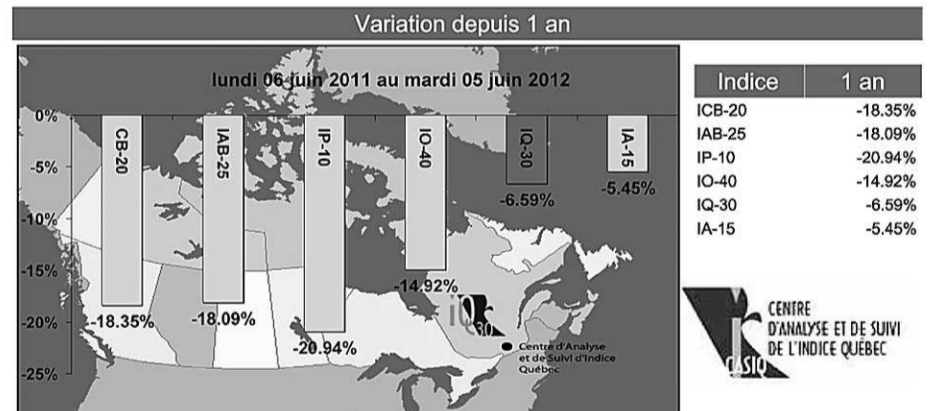 Variation depuis 1 an
lundi 06 juin 2011 au mardi 05 juin 2012
0%
-5%
-10%
-15%
-20%
-25%
CB-20
IAB-25
IP-10
IO-40
IQ-30
IA-15
-18.35%
-18.09%
-20.94%
-14.92%
-6.59%
-5.45%
iQ30
Centre d'Analyse
et de Suivi d'Indice
Québec
Indice 1 an
ICB-20 -18.35%
IAB-25 -18.09%
IP-10 -20.94%
IO-40 -14.92%
IQ-30 -6.59%
IA-15 -5.45%
CENTRE
D'ANALYSE ET DE SUIVI
DE L'INDICE QUÉBEC
CASIQ